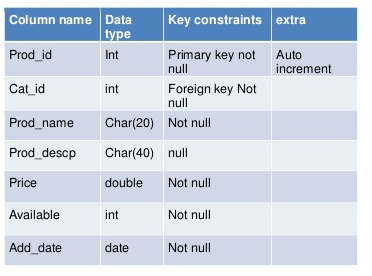 Column name Data type Key constraints extra
Prod_id Int Primary key not null Auto increment
Cat_id int Foreign key Not null
Prod_name Char(20) Not null
Prod_descp Char(40) null
Price double Not null
Available int Not null
Add_date date Not null